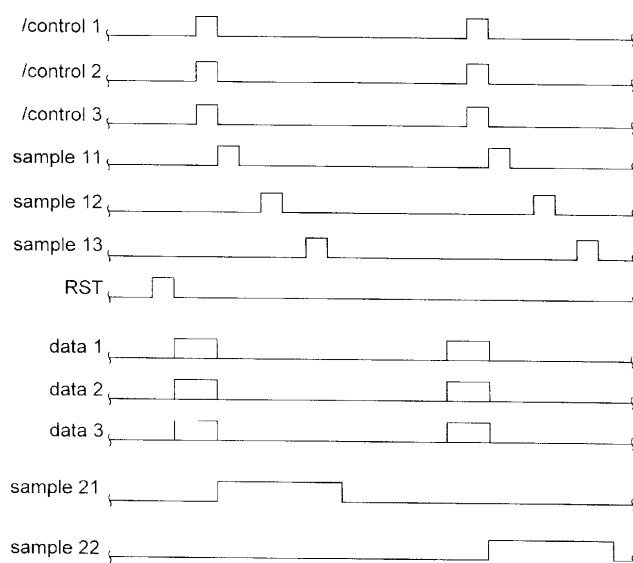 /control 1
/control 2
/control 3
sample 11
sample 12
sample 13
RST
data 1
data 2
data 3
sample 21
sample 22